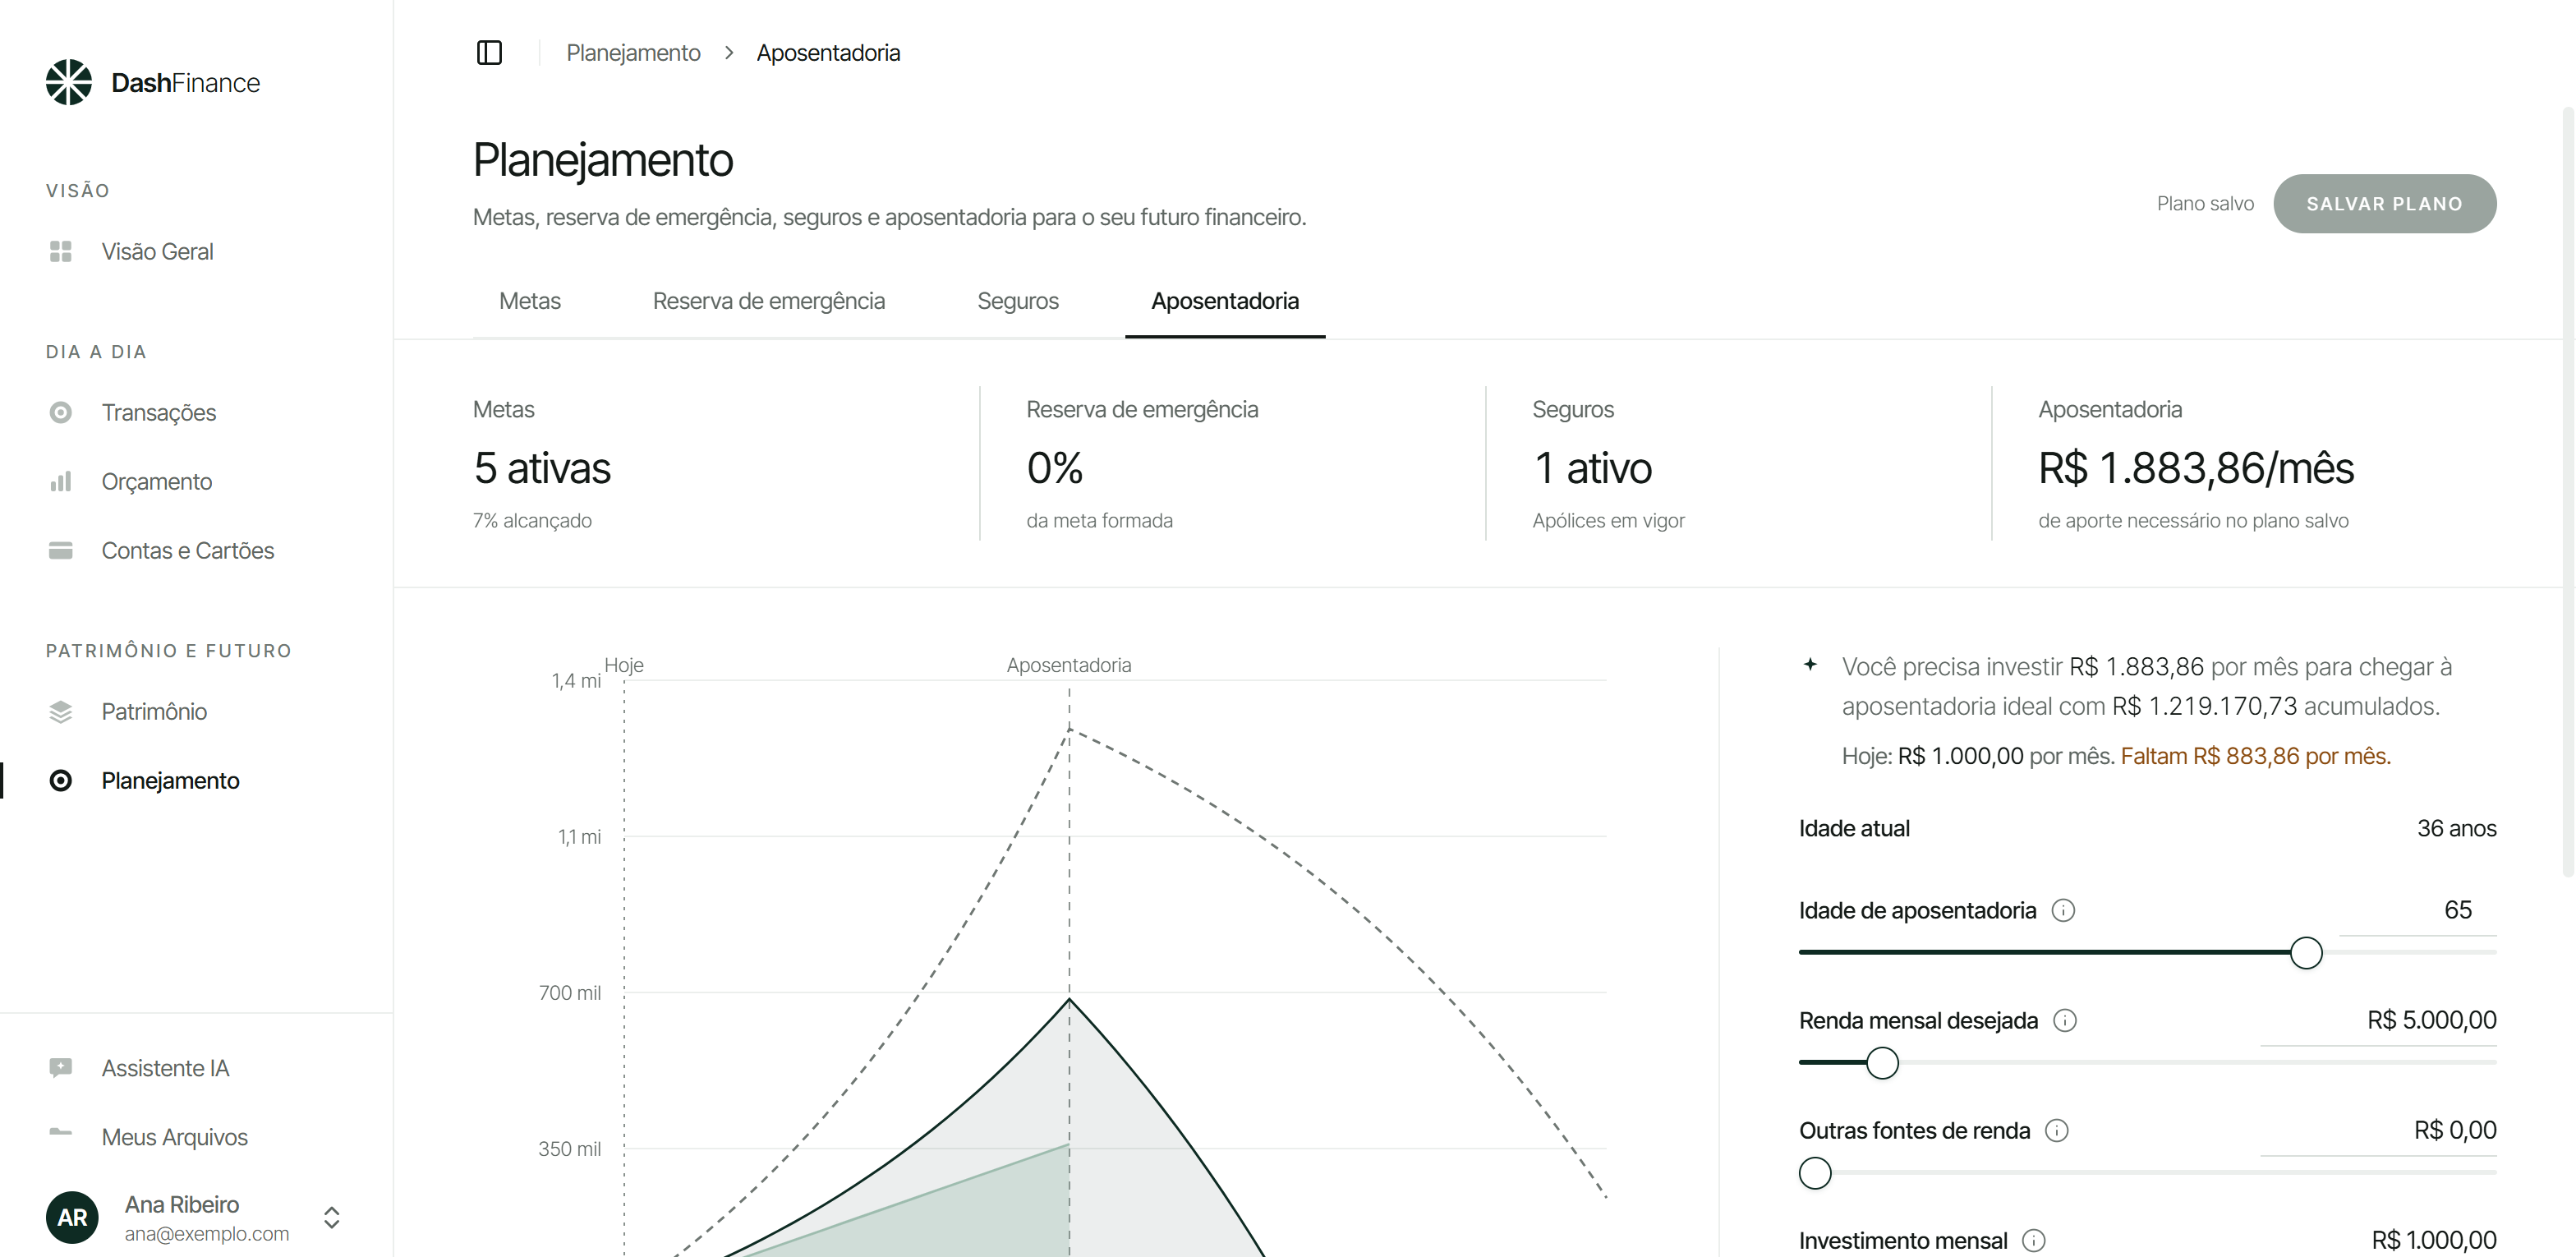 DashFinance
VISÃO
Visão Geral
DIA A DIA
Transações
Orçamento
Contas e Cartões
PATRIMÔNIO E FUTURO
Patrimônio
Planejamento
Assistente IA
Meus Arquivos
AR
Ana Ribeiro
ana@exemplo.com
Planejamento
Aposentadoria
Planejamento
Metas, reserva de emergência, seguros e aposentadoria para o seu futuro financeiro.
Plano salvo
SALVAR PLANO
Metas
Reserva de emergência
Seguros
Aposentadoria
Metas
5 ativas
7% alcançado
Reserva de emergência
0%
da meta formada
Seguros
1 ativo
Apólices em vigor
Aposentadoria
R$ 1.883,86/mês
de aporte necessário no plano salvo
Hoje
Aposentadoria
1,4 mi
1,1 mi
700 mil
350 mil
Você precisa investir R$ 1.883,86 por mês para chegar à
aposentadoria ideal com R$ 1.219.170,73 acumulados.
Hoje: R$ 1.000,00 por mês. Faltam R$ 883,86 por mês.
Idade atual
36 anos
Idade de aposentadoria
65
Renda mensal desejada
R$ 5.000,00
Outras fontes de renda
R$ 0,00
Investimento mensal
R$ 1.000,00